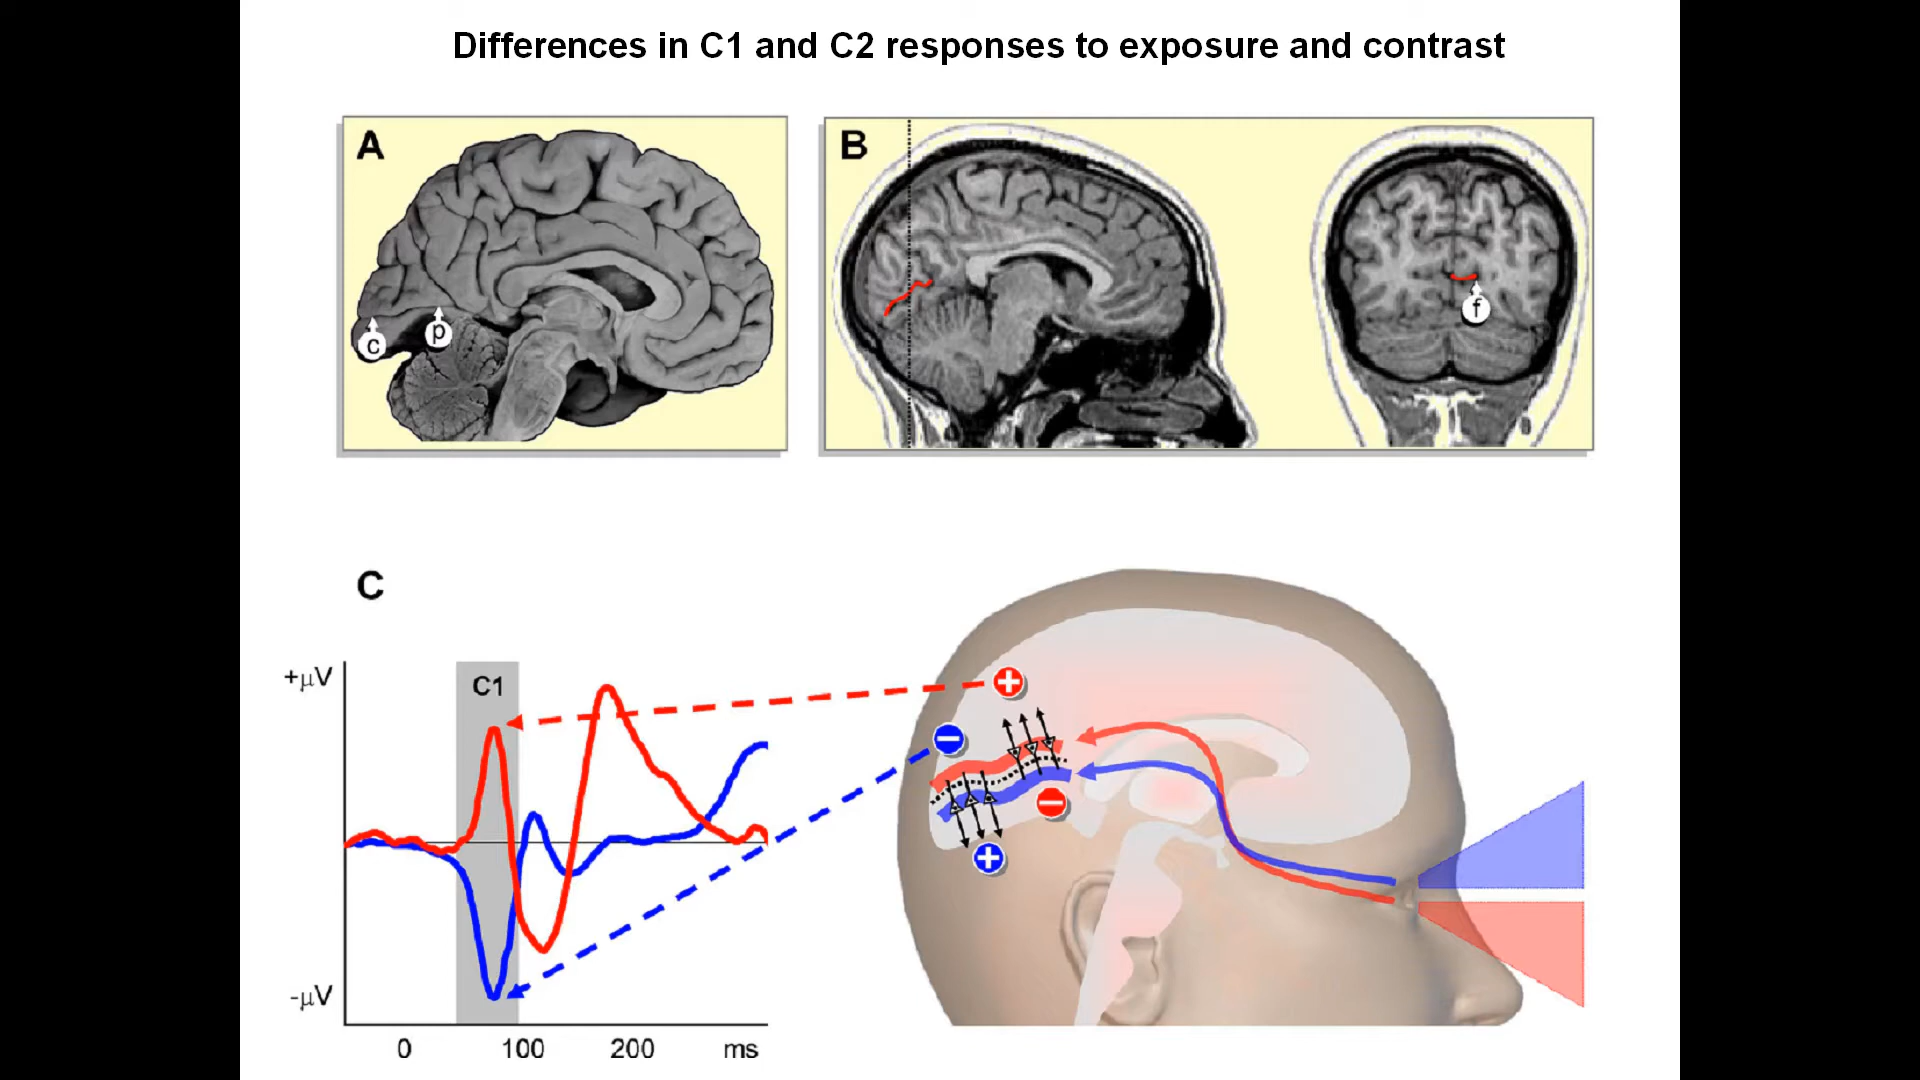 Differences in C1 and C2 responses to exposure and contrast
A
c
p
B
f
C
+μV
C1
-μV
0
100
200
ms